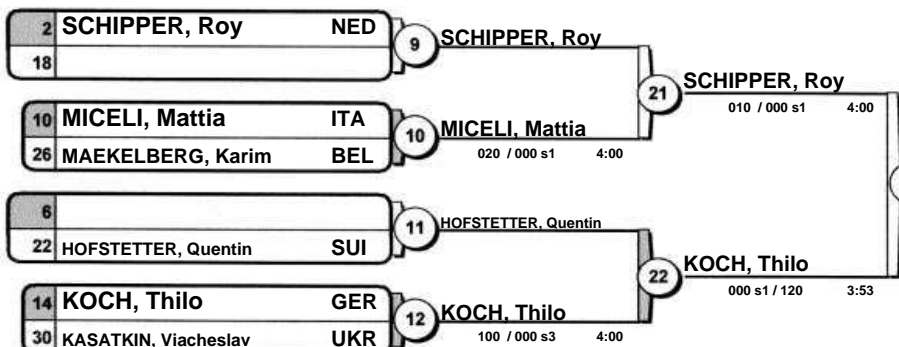 2 SCHIPPER, Roy NED
18
9 SCHIPPER, Roy
10 MICELI, Mattia ITA
26 MAEKELBERG, Karim BEL
10 MICELI, Mattia
020 / 000 s1 4:00
21 SCHIPPER, Roy
010 / 000 s1 4:00
6
22 HOFSTETTER, Quentin SUI
11 HOFSTETTER, Quentin
14 KOCH, Thilo GER
30 KASATKIN, Viacheslav UKR
12 KOCH, Thilo
100 / 000 s3 4:00
22 KOCH, Thilo
000 s1 / 120 3:53